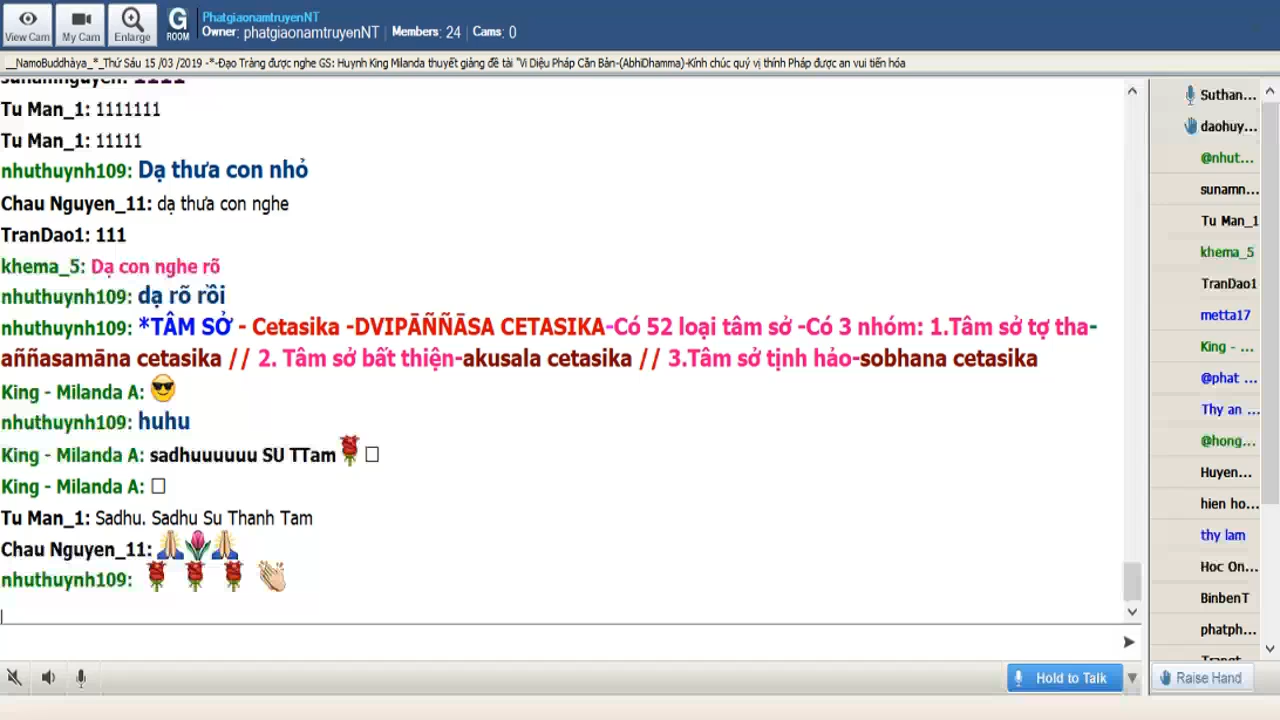 View Cam
My Cam
Enlarge
G
ROOM
PhatgiaonamtruyenNT
Owner: phatgiaonamtruyenNT | Members: 24 | Cams: 0
__NamoBuddhàya_*_Thứ Sáu 15 /03 /2019 -*-Đạo Tràng được nghe GS: Huynh King Milanda thuyết giảng đề tài "Vi Diệu Pháp Căn Bản-(AbhiDhamma)-Kính chúc quý vị thính Pháp được an vui tiến hóa
sunamnguyen: 1111
Tu Man_1: 1111111
Tu Man_1: 11111
nhuthuynh109: Dạ thưa con nhỏ
Chau Nguyen_11: dạ thưa con nghe
TranDao1: 111
khema_5: Dạ con nghe rõ
nhuthuynh109: dạ rõ rồi
nhuthuynh109: *TÂM SỞ - Cetasika -DVIPĀÑÑĀSA CETASIKA-Có 52 loại tâm sở -Có 3 nhóm: 1.Tâm sở tợ tha-
aññasamāna cetasika // 2. Tâm sở bất thiện-akusala cetasika // 3.Tâm sở tịnh hảo-sobhana cetasika
King - Milanda A: 😎
nhuthuynh109: huhu
King - Milanda A: sadhuuuuuu SU TTam🌹□
King - Milanda A: □
Tu Man_1: Sadhu. Sadhu Su Thanh Tam
Chau Nguyen_11: 🙏🌷🙏
nhuthuynh109: 🌹 🌹 🌹 👏
Hold to Talk
Suthan...
daohuy...
@nhut...
sunamn...
Tu Man_1
khema_5
TranDao1
metta17
King - ...
@phat ...
Thy an ...
@hong...
Huyen...
hien ho...
thy lam
Hoc On...
BinbenT
phatph...
Raise Hand